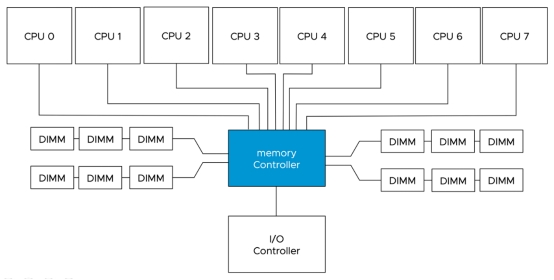 CPU 0 CPU 1 CPU 2 CPU 3 CPU 4 CPU 5 CPU 6 CPU 7
DIMM DIMM DIMM
DIMM DIMM DIMM
memory
Controller
DIMM DIMM DIMM
DIMM DIMM DIMM
I/O
Controller